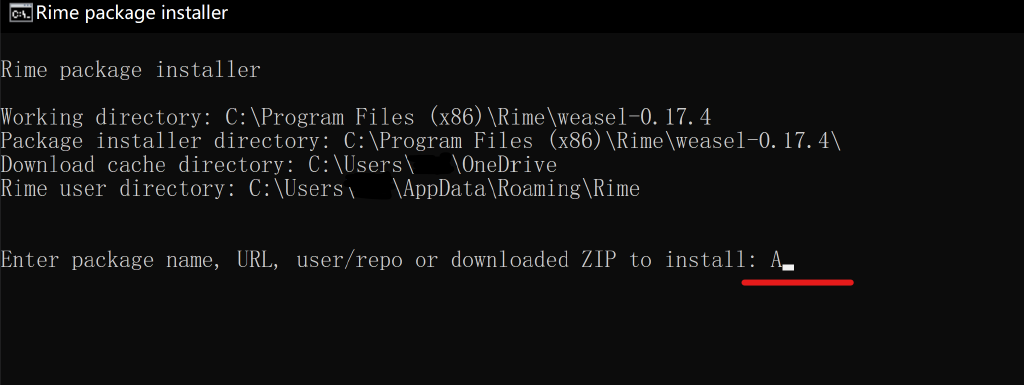 Rime package installer
Rime package installer
Working directory: C:\Program Files (x86)\Rime\weasel-0.17.4
Package installer directory: C:\Program Files (x86)\Rime\weasel-0.17.4\
Download cache directory: C:\Users\ \OneDrive
Rime user directory: C:\Users\ \AppData\Roaming\Rime
Enter package name, URL, user/repo or downloaded ZIP to install: A